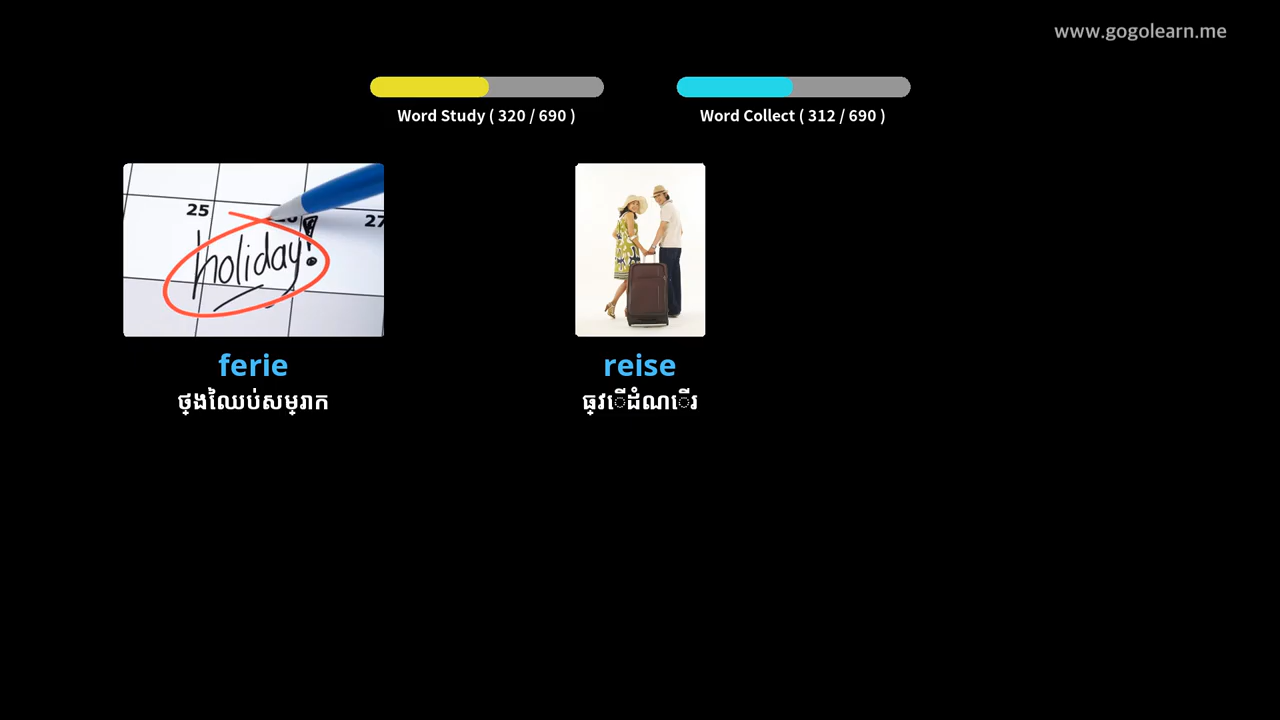 www.gogolearn.me
Word Study ( 320 / 690 )
Word Collect ( 312 / 690 )
25
27
holiday!
ferie
reise
ថ្ងៃឈប់សម្រាក
ធ្វើដំណើរ